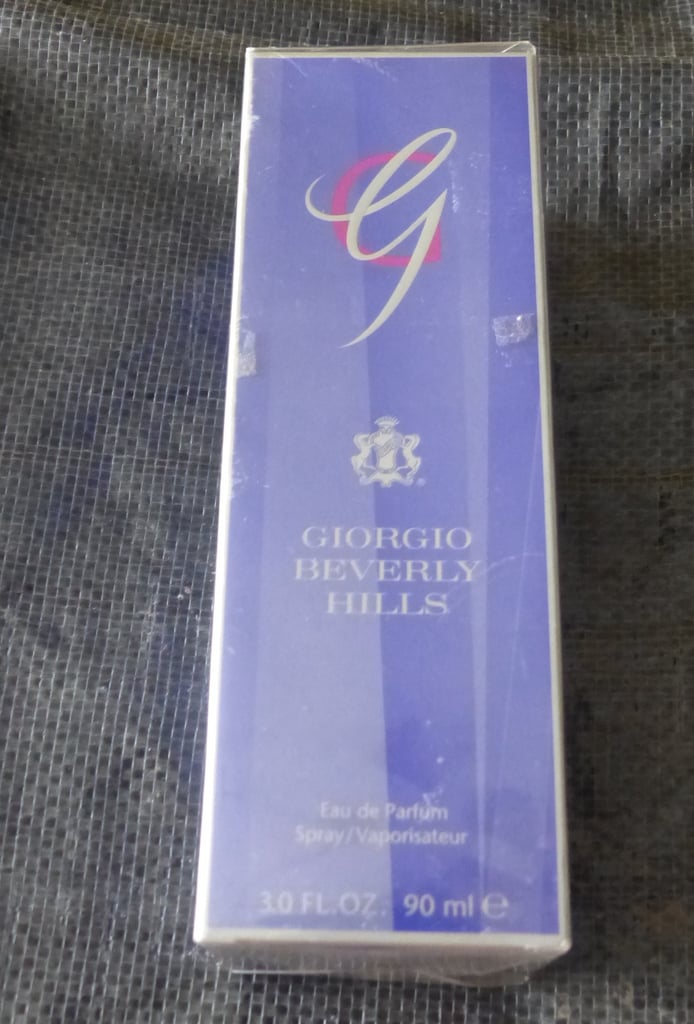 G
GIORGIO
BEVERLY
HILLS
Eau de Parfum
Spray/Vaporisateur
3.0 FL.OZ. 90 ml ℮